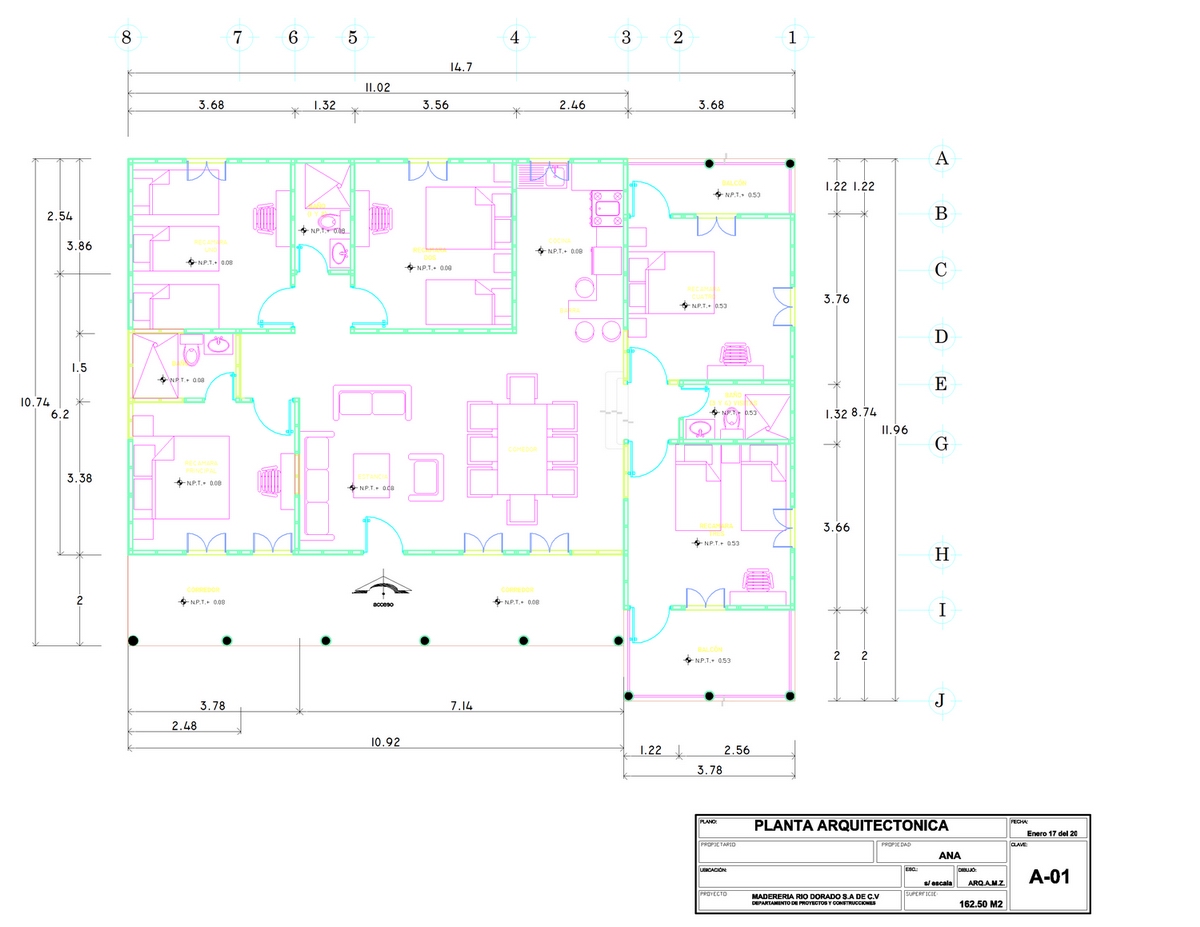 8 7 6 5 4 3 2 1
14.7
11.02
3.68 1.32 3.56 2.46 3.68
A
B
C
D
E
G
H
I
J
2.54
3.86
1.5
10.74
6.2
3.38
2
1.22 1.22
3.76
1.32 8.74
11.96
3.66
2 2
N.P.T.+ 0.53
N.P.T.+ 0.08
N.P.T.+ 0.08
N.P.T.+ 0.08
N.P.T.+ 0.08
N.P.T.+ 0.53
N.P.T.+ 0.08
N.P.T.+ 0.53
N.P.T.+ 0.08
N.P.T.+ 0.08
N.P.T.+ 0.53
N.P.T.+ 0.08
N.P.T.+ 0.08
acceso
N.P.T.+ 0.53
3.78 7.14
2.48
10.92
1.22 2.56
3.78
PLANO:
PLANTA ARQUITECTONICA
FECHA:
Enero 17 del 20
PROPIETARIO
PROPIEDAD
ANA
CLAVE:
A-01
UBICACIÓN:
ESC.:
s/ escala
DIBUJO:
ARQ.A.M.Z.
PROYECTO
MADERERIA RIO DORADO S.A DE C.V
DEPARTAMENTO DE PROYECTOS Y CONSTRUCCIONES
SUPERFICIE
162.50 M2